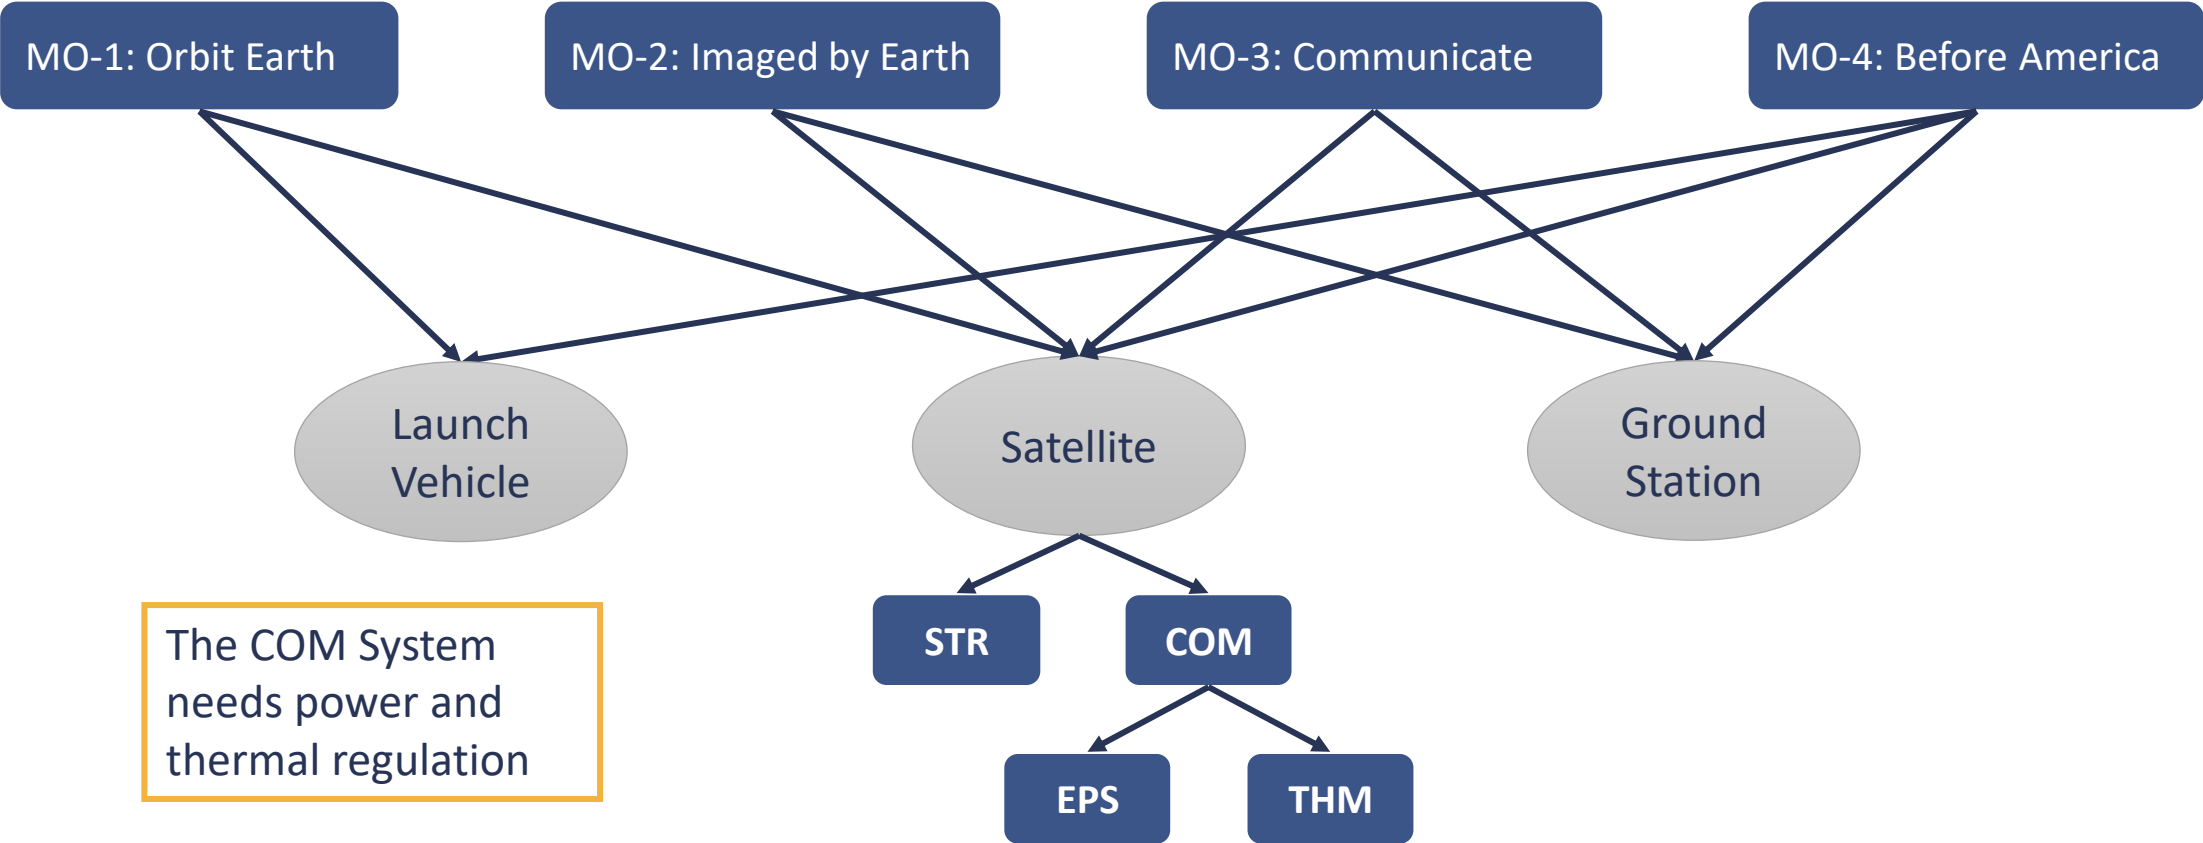 MO-1: Orbit Earth
MO-2: Imaged by Earth
MO-3: Communicate
MO-4: Before America
Launch
Vehicle
Satellite
Ground
Station
STR
COM
The COM System
needs power and
thermal regulation
EPS
THM